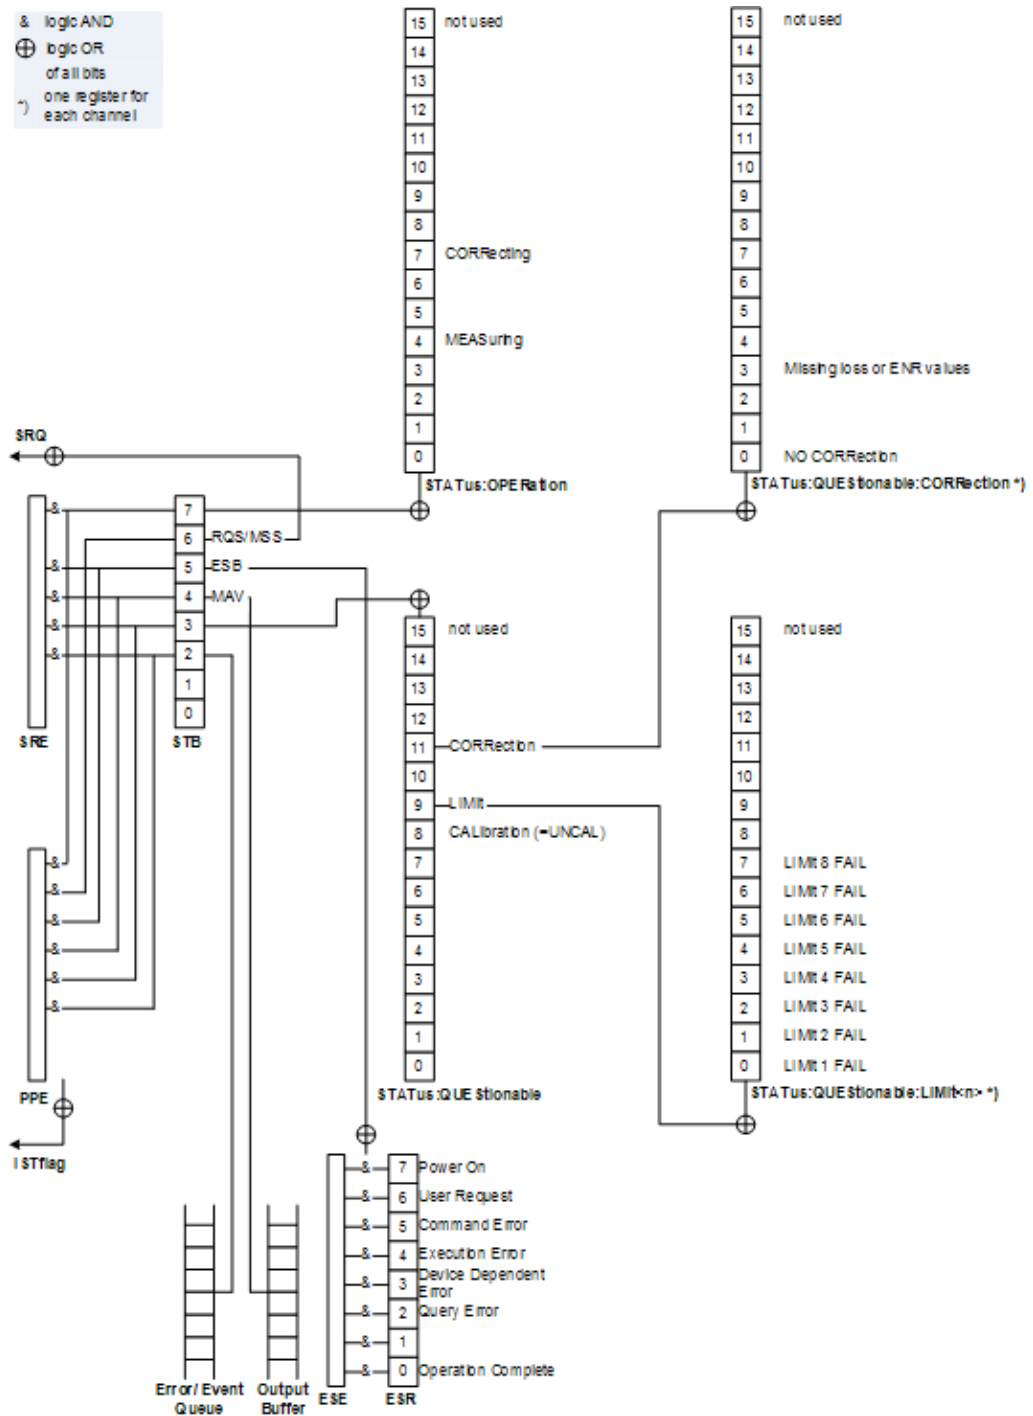 & logic AND
⊕ logic OR
of all bits
*) one register for
each channel
15 not used
14
13
12
11
10
9
8
7 CORRecting
6
5
4 MEASuring
3
2
1
0
STATus:OPERation
15 not used
14
13
12
11
10
9
8
7
6
5
4
3 Missing loss or ENR values
2
1
0 NO CORRection
STATus:QUEStionable:CORRection *)
SRQ
&
&
&
&
&
SRE
7
6 RQS/MSS
5 ESB
4 MAV
3
2
1
0
STB
15 not used
14
13
12
11 CORRection
10
9 LIMit
8 CALibration (=UNCAL)
7
6
5
4
3
2
1
0
STATus:QUEStionable
15 not used
14
13
12
11
10
9
8
7 LIMit 8 FAIL
6 LIMit 7 FAIL
5 LIMit 6 FAIL
4 LIMit 5 FAIL
3 LIMit 4 FAIL
2 LIMit 3 FAIL
1 LIMit 2 FAIL
0 LIMit 1 FAIL
STATus:QUEStionable:LIMit<n> *)
&
&
&
&
&
&
PPE
ISTflag
& 7 Power On
& 6 User Request
& 5 Command Error
& 4 Execution Error
& 3 Device Dependent
Error
& 2 Query Error
& 1
& 0 Operation Complete
Error/Event
Queue
Output
Buffer
ESE
ESR